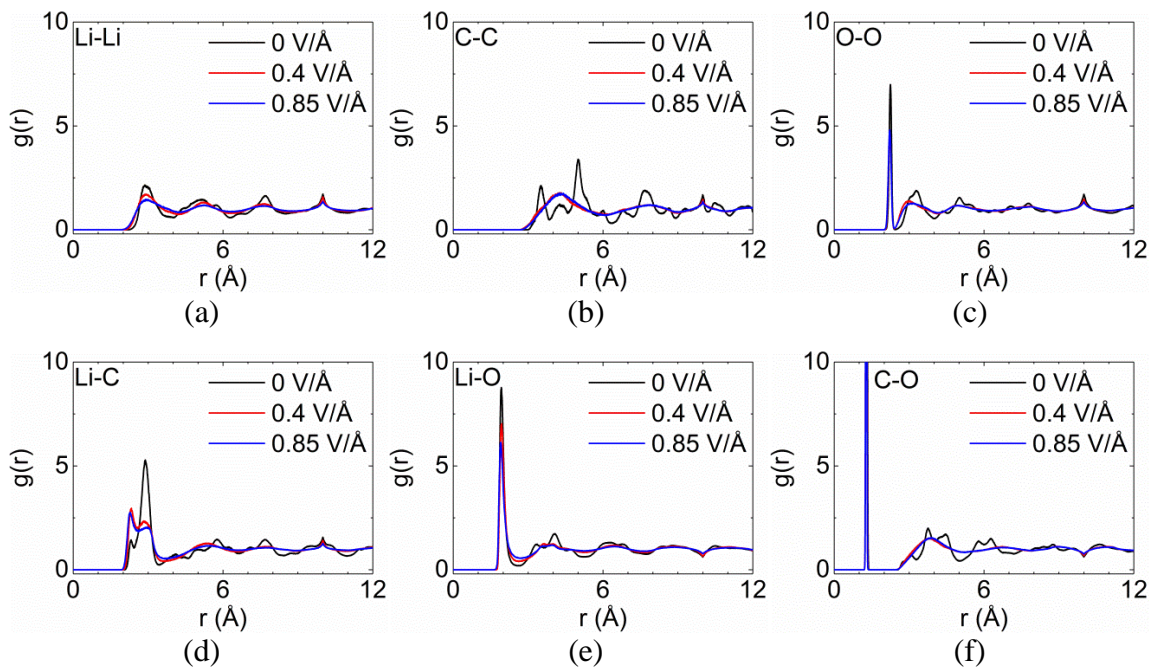 10
Li-Li
0 V/Å
0.4 V/Å
0.85 V/Å
g(r)
5
0
0
6
12
r (Å)
(a)
10
C-C
0 V/Å
0.4 V/Å
0.85 V/Å
g(r)
5
0
0
6
12
r (Å)
(b)
10
O-O
0 V/Å
0.4 V/Å
0.85 V/Å
g(r)
5
0
0
6
12
r (Å)
(c)
10
Li-C
0 V/Å
0.4 V/Å
0.85 V/Å
g(r)
5
0
0
6
12
r (Å)
(d)
10
Li-O
0 V/Å
0.4 V/Å
0.85 V/Å
g(r)
5
0
0
6
12
r (Å)
(e)
10
C-O
0 V/Å
0.4 V/Å
0.85 V/Å
g(r)
5
0
0
6
12
r (Å)
(f)